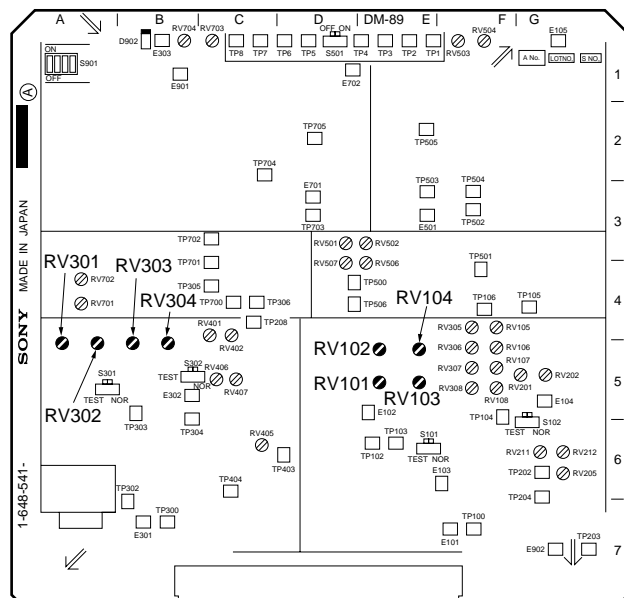 A B C D DM-89 E F G
D902 E303 RV704 RV703 OFF ON RV503 RV504 E105
TP8 TP7 TP6 TP5 S501 TP4 TP3 TP2 TP1
ON S901
OFF
A No. LOTNO. S NO.
E901 E702 1
TP705 TP505 2
TP704
E701 TP503 TP504
TP703 E501 TP502 3
TP702 RV501 RV502
TP701 RV507 RV506 TP501
RV301 RV303 RV702 TP305 TP500
RV304 RV701 TP700 TP306 TP506 RV104 TP106 TP105 4
TP208
RV401 RV402 RV305 RV105
RV102 RV306 RV106
S301 S302 RV307 RV107
TEST NOR RV406 RV202
RV302 TEST NOR RV407 RV101 RV103 RV308 RV201 5
E302 RV108 E104
TP303 TP304 E102 TP104 S102
TEST NOR
RV405 TP102 TP103 S101 RV211 RV212
TP403 TEST NOR TP202 RV205 6
TP302 TP404 E103 TP204
E301 TP300 E101 TP100
E902 TP203 7
A
SONY MADE IN JAPAN
1-648-541-